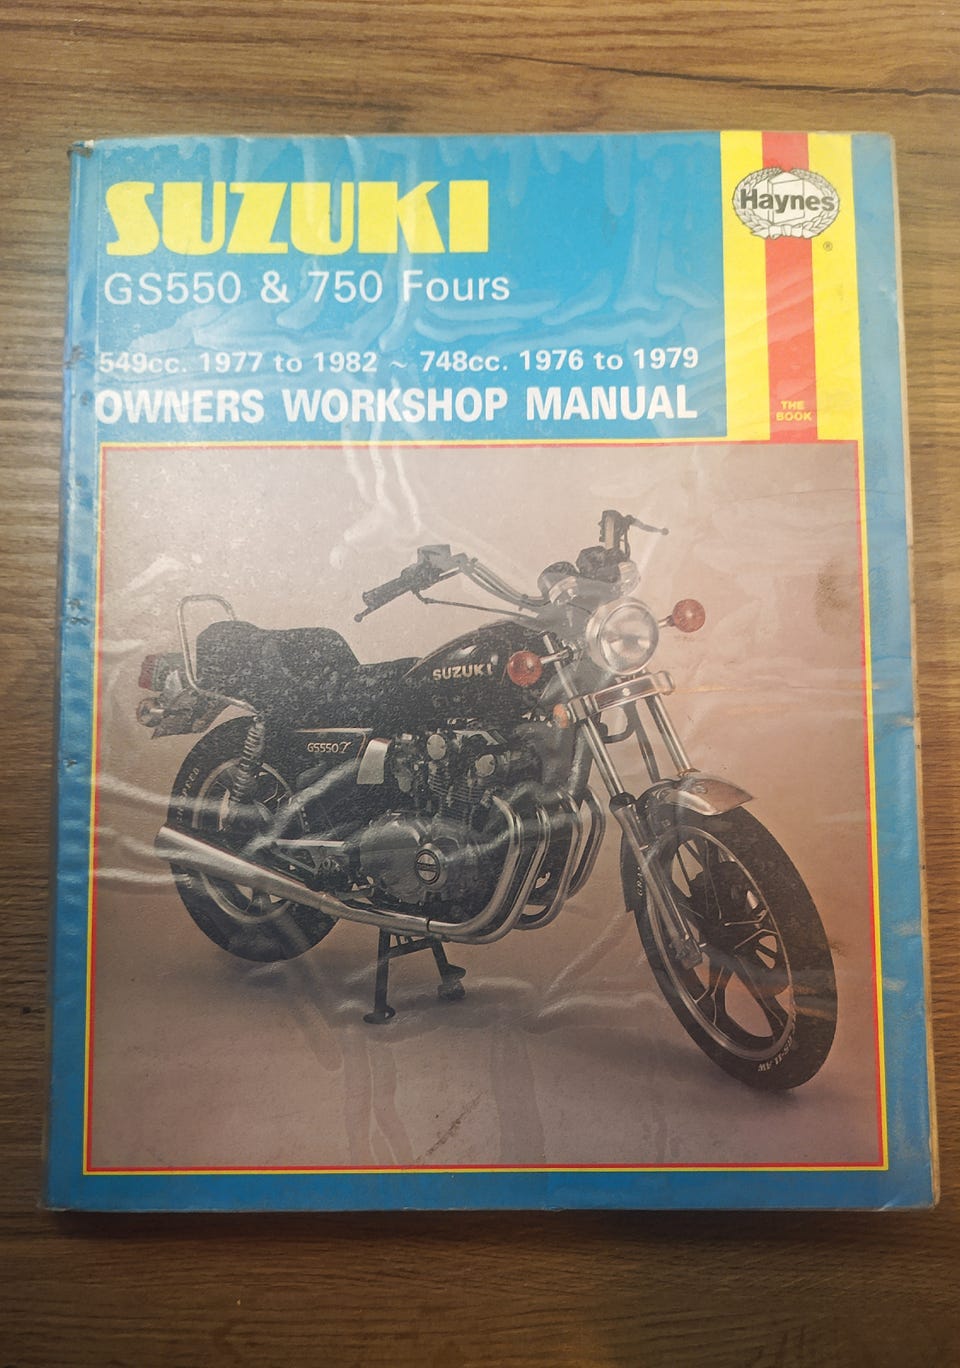 SUZUKI
GS550 & 750 Fours
549cc. 1977 to 1982 ~ 748cc. 1976 to 1979
OWNERS WORKSHOP MANUAL
Haynes
®
THE
BOOK
SUZUKI
GS550T